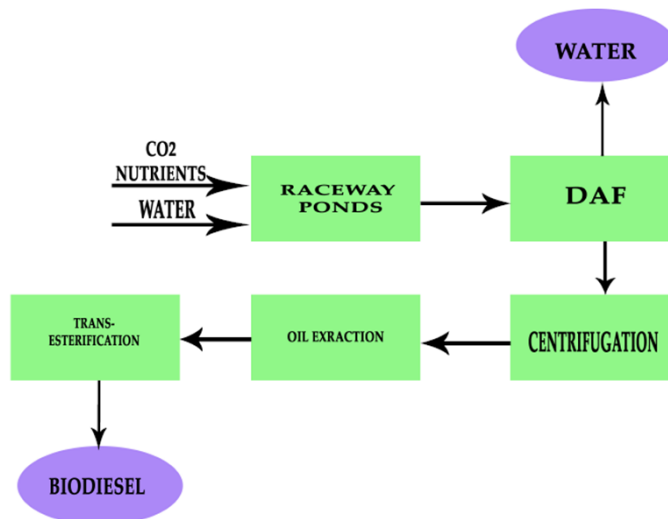 WATER
CO2
NUTRIENTS
WATER
RACEWAY
PONDS
DAF
TRANS-
ESTERIFICATION
OIL EXRACTION
CENTRIFUGATION
BIODIESEL